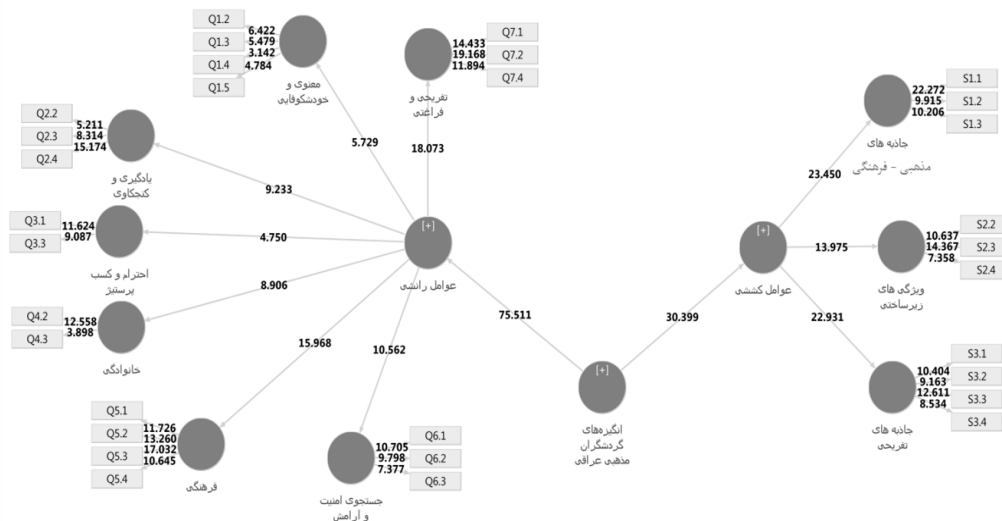 Q1.2
Q1.3
Q1.4
Q1.5
6.422
5.479
3.142
4.784
معنوی و
خودشکوفایی
Q7.1
Q7.2
Q7.4
14.433
19.168
11.894
تفریحی و
فراغتی
Q2.2
Q2.3
Q2.4
5.211
8.314
15.174
یادگیری و
کنجکاوی
Q3.1
Q3.3
11.624
9.087
احترام و کسب
پرستیژ
Q4.2
Q4.3
12.558
3.898
خانوادگی
Q5.1
Q5.2
Q5.3
Q5.4
11.726
13.260
17.032
10.645
فرهنگی
Q6.1
Q6.2
Q6.3
10.705
9.798
7.377
جستجوی امنیت
و آرامش
5.729
18.073
9.233
4.750
8.906
15.968
10.562
[+]
عوامل رانشی
75.511
30.399
[+]
انگیزه‌های
گردشگران
مذهبی عراقی
[+]
عوامل کششی
23.450
13.975
22.931
S1.1
S1.2
S1.3
22.272
9.915
10.206
جاذبه های
مذهبی - فرهنگی
S2.2
S2.3
S2.4
10.637
14.367
7.358
ویژگی های
زیرساختی
S3.1
S3.2
S3.3
S3.4
10.404
9.163
12.611
8.534
جاذبه های
تفریحی